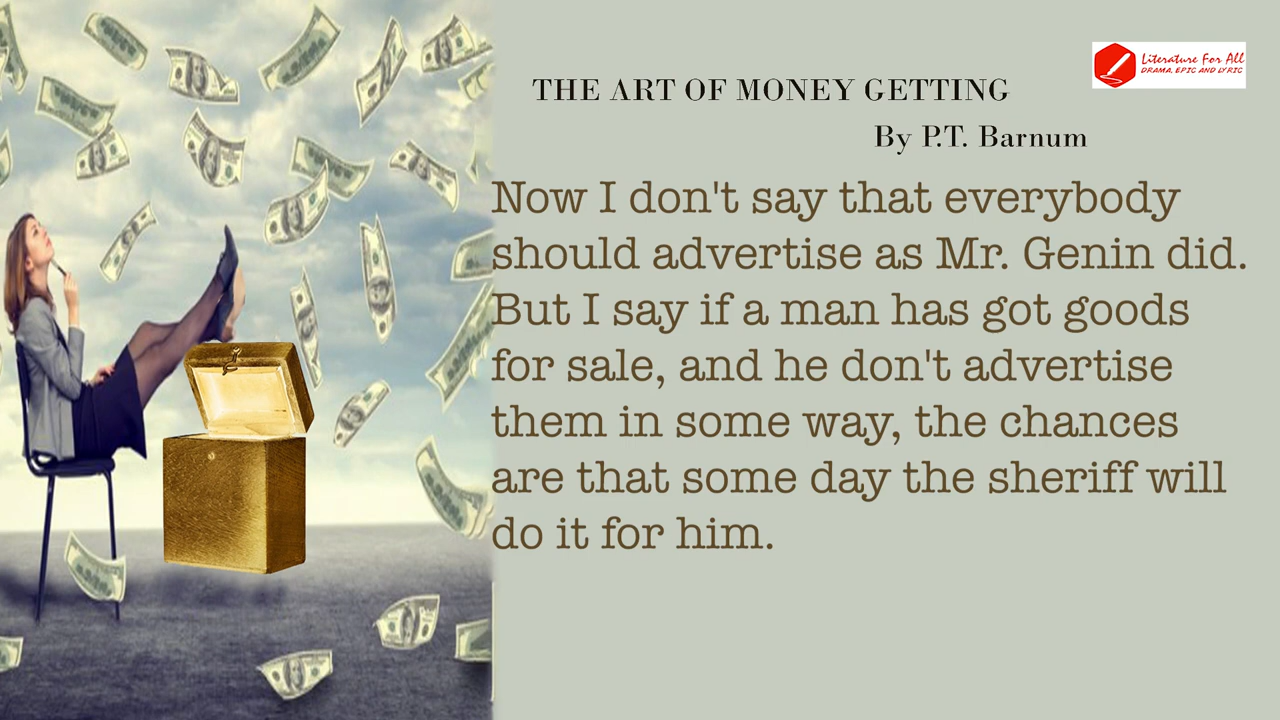 Literature For All
DRAMA, EPIC AND LYRIC
THE ART OF MONEY GETTING
By P.T. Barnum
Now I don't say that everybody
should advertise as Mr. Genin did.
But I say if a man has got goods
for sale, and he don't advertise
them in some way, the chances
are that some day the sheriff will
do it for him.